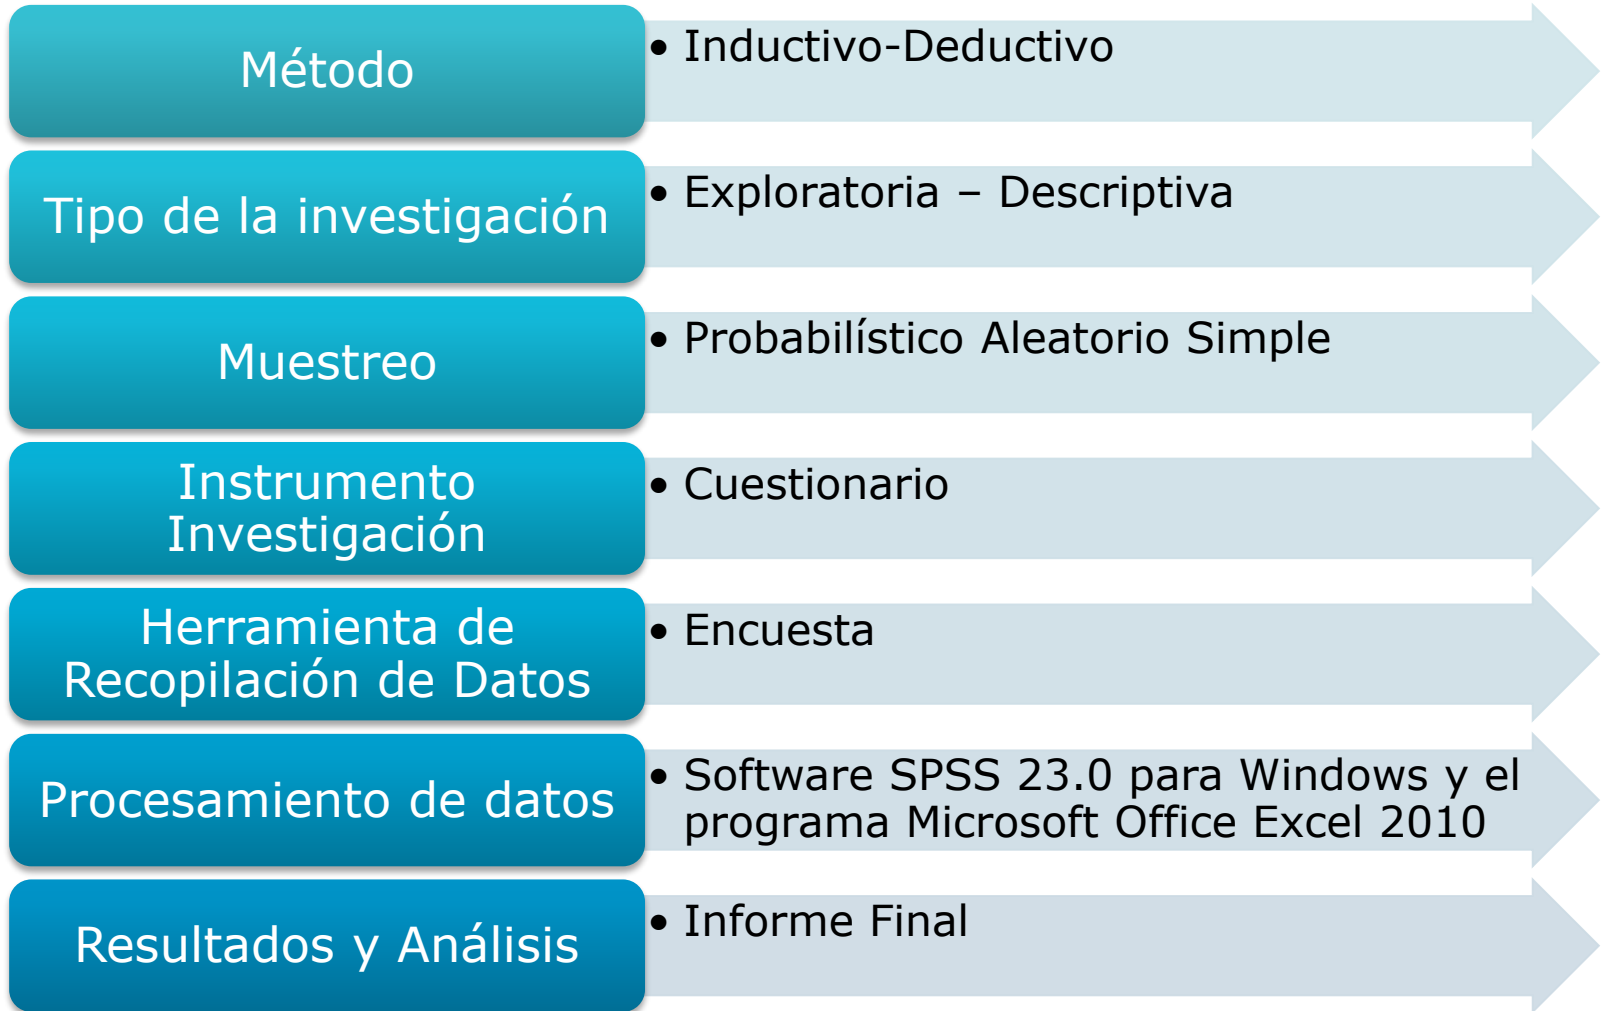 Método
• Inductivo-Deductivo
Tipo de la investigación
• Exploratoria – Descriptiva
Muestreo
• Probabilístico Aleatorio Simple
Instrumento
Investigación
• Cuestionario
Herramienta de
Recopilación de Datos
• Encuesta
Procesamiento de datos
• Software SPSS 23.0 para Windows y el
programa Microsoft Office Excel 2010
Resultados y Análisis
• Informe Final